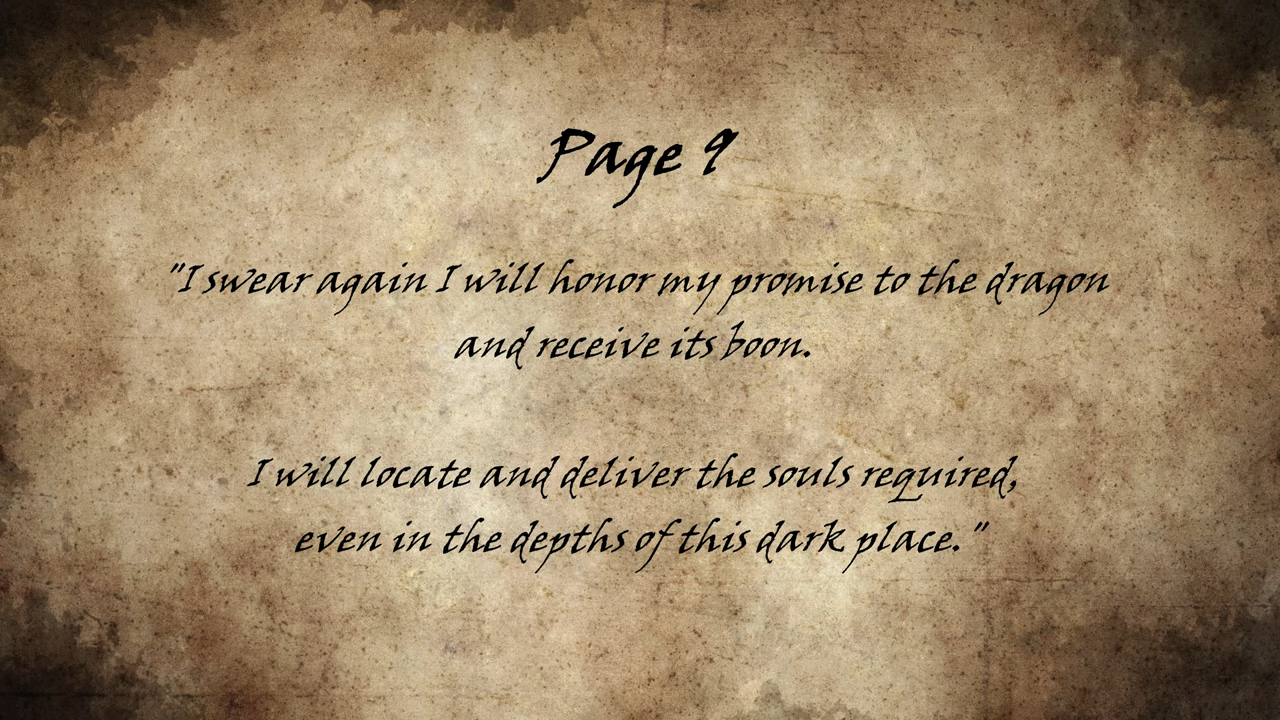 Page 9
"I swear again I will honor my promise to the dragon
and receive its boon.
I will locate and deliver the souls required,
even in the depths of this dark place."